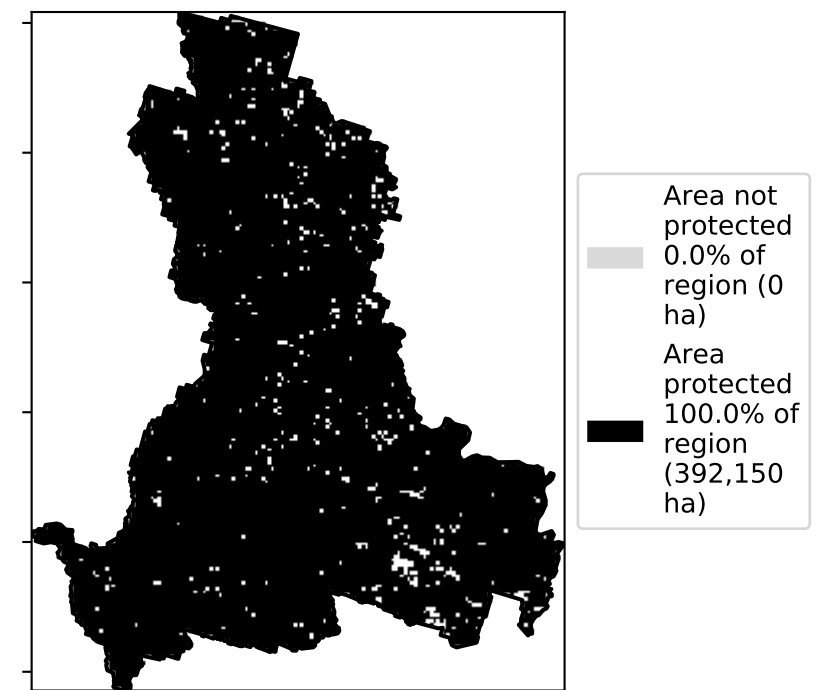 Area not
protected
0.0% of
region (0
ha)
Area
protected
100.0% of
region
(392,150
ha)